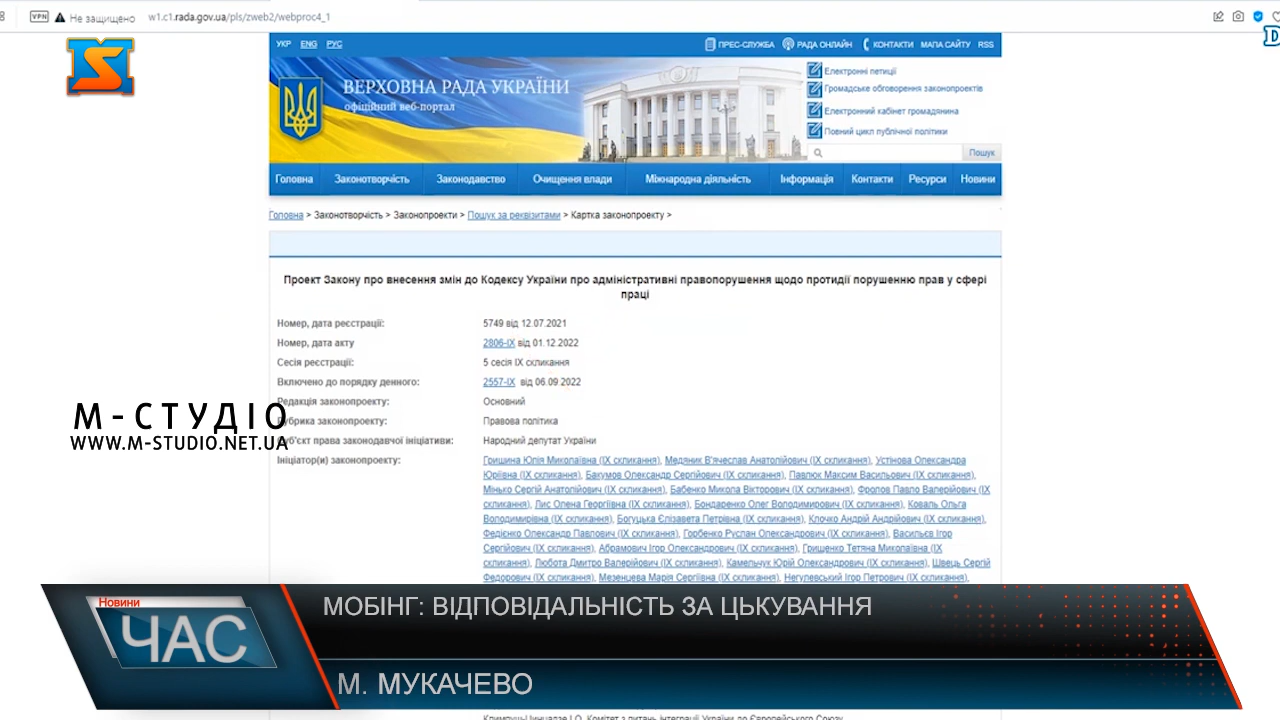 VPN
Не защищено
w1.c1.rada.gov.ua/pls/zweb2/webproc4_1
УКР ENG РУС
ПРЕС-СЛУЖБА РАДА ОНЛАЙН КОНТАКТИ МАПА САЙТУ RSS
ВЕРХОВНА РАДА УКРАЇНИ
офіційний веб-портал
Електронні петиції
Громадське обговорення законопроектів
Електронний кабінет громадянина
Повний цикл публічної політики
Пошук
Головна Законотворчість Законодавство Очищення влади Міжнародна діяльність Інформація Контакти Ресурси Новини
Головна > Законотворчість > Законопроекти > Пошук за реквізитами > Картка законопроекту >
Проект Закону про внесення змін до Кодексу України про адміністративні правопорушення щодо протидії порушенню прав у сфері
праці
Номер, дата реєстрації: 5749 від 12.07.2021
Номер, дата акту 2806-IX від 01.12.2022
Сесія реєстрації: 5 сесія IX скликання
Включено до порядку денного: 2557-IX від 06.09.2022
Редакція законопроекту: Основний
Рубрика законопроекту: Правова політика
Суб'єкт права законодавчої ініціативи: Народний депутат України
Ініціатор(и) законопроекту: Гришина Юлія Миколаївна (IX скликання), Медяник В'ячеслав Анатолійович (IX скликання), Устінова Олександра
Юріївна (IX скликання), Бакумов Олександр Сергійович (IX скликання), Павлюк Максим Васильович (IX скликання),
Мінько Сергій Анатолійович (IX скликання), Бабенко Микола Вікторович (IX скликання), Фролов Павло Валерійович (IX
скликання), Лис Олена Георгіївна (IX скликання), Бондаренко Олег Володимирович (IX скликання), Коваль Ольга
Володимирівна (IX скликання), Богуцька Єлізавета Петрівна (IX скликання), Клочко Андрій Андрійович (IX скликання),
Федієнко Олександр Павлович (IX скликання), Горбенко Руслан Олександрович (IX скликання), Васильєв Ігор
Сергійович (IX скликання), Абрамович Ігор Олександрович (IX скликання), Грищенко Тетяна Миколаївна (IX
скликання), Любота Дмитро Валерійович (IX скликання), Камельчук Юрій Олександрович (IX скликання), Швець Сергій
Федорович (IX скликання), Мезенцева Марія Сергіївна (IX скликання), Негулевський Ігор Петрович (IX скликання),
М-СТУДІО
WWW.M-STUDIO.NET.UA
Новини
ЧАС
МОБІНГ: ВІДПОВІДАЛЬНІСТЬ ЗА ЦЬКУВАННЯ
М. МУКАЧЕВО
Комітет з питань інтеграції України до Європейського Союзу